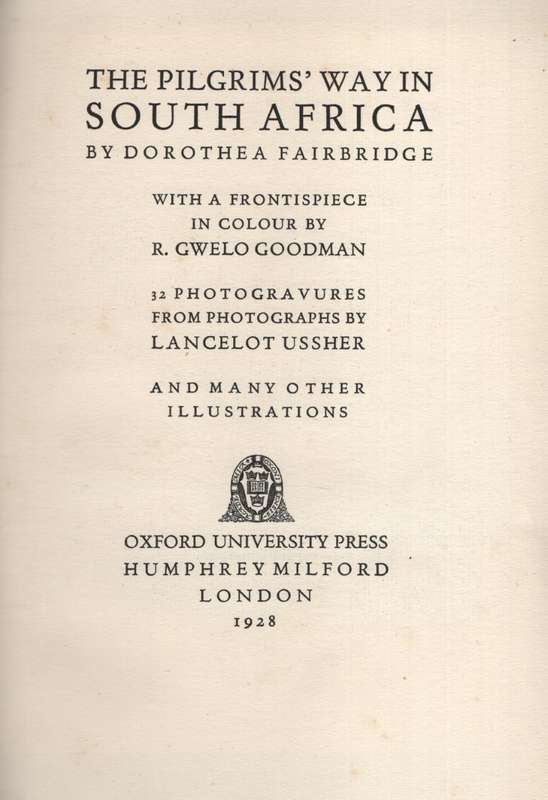 THE PILGRIMS' WAY IN
SOUTH AFRICA
BY DOROTHEA FAIRBRIDGE
WITH A FRONTISPIECE
IN COLOUR BY
R. GWELO GOODMAN
32 PHOTOGRAVURES
FROM PHOTOGRAPHS BY
LANCELOT USSHER
AND MANY OTHER
ILLUSTRATIONS
OXFORD UNIVERSITY PRESS
HUMPHREY MILFORD
LONDON
1928